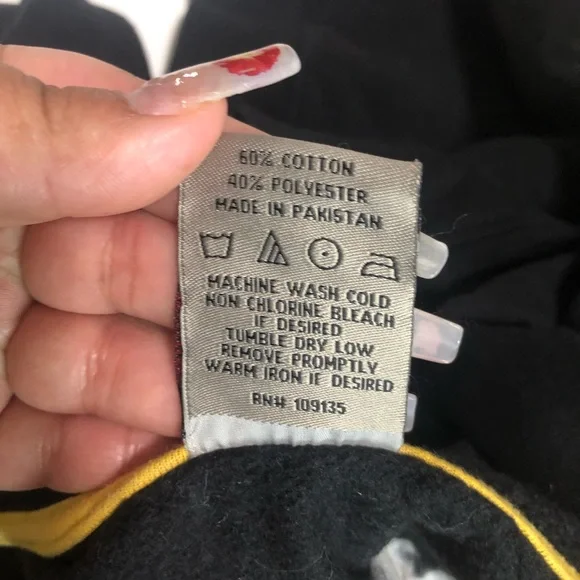 60% COTTON
40% POLYESTER
MADE IN PAKISTAN
MACHINE WASH COLD
NON CHLORINE BLEACH
IF DESIRED
TUMBLE DRY LOW
REMOVE PROMPTLY
WARM IRON IF DESIRED
RN# 109135